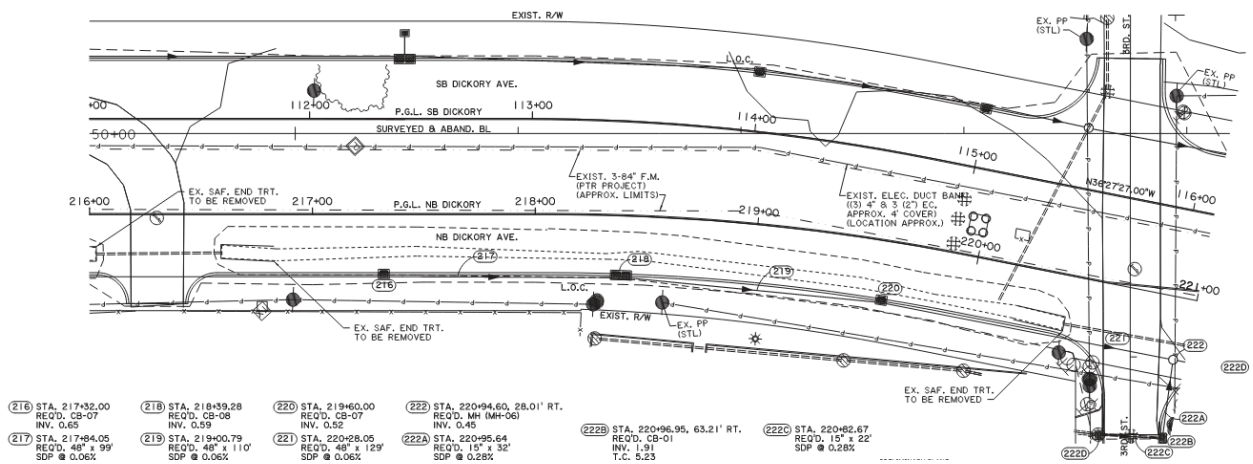 EXIST. R/W
EX. PP
(STL)
3RD. ST.
L.O.C.
EX. PP
(STL)
SB DICKORY AVE.
112+00
113+00
P.G.L. SB DICKORY
114+00
SURVEYED & ABAND. BL
50+00
115+00
EX. SAF. END TRT.
TO BE REMOVED
EXIST. 3-84" F.M.
(PTR PROJECT)
(APPROX. LIMITS)
EXIST. ELEC. DUCT BANK
((3) 4" & 3 (2") EC.
APPROX. 4' COVER)
(LOCATION APPROX.)
N36°27'27.00"W
116+00
216+00
217+00
218+00
P.G.L. NB DICKORY
219+00
220+00
NB DICKORY AVE.
217
218
216
219
220
221+00
L.O.C.
EXIST. R/W
EX. SAF. END TRT.
TO BE REMOVED
EX. PP
(STL)
221
222
222D
EX. SAF. END TRT.
TO BE REMOVED
222A
222B
222D
3RD. ST.
222C
216 STA. 217+32.00
REQ'D. CB-07
INV. 0.65
218 STA. 218+39.28
REQ'D. CB-08
INV. 0.59
220 STA. 219+60.00
REQ'D. CB-07
INV. 0.52
222 STA. 220+94.60, 28.01' RT.
REQ'D. MH (MH-06)
INV. 0.45
217 STA. 217+84.05
REQ'D. 48" x 99'
SDP @ 0.06%
219 STA. 219+00.79
REQ'D. 48" x 110'
SDP @ 0.06%
221 STA. 220+28.05
REQ'D. 48" x 129'
SDP @ 0.06%
222A STA. 220+95.64
REQ'D. 15" x 32'
SDP @ 0.28%
222B STA. 220+96.95, 63.21' RT.
REQ'D. CB-01
INV. 1.91
T.C. 5.23
222C STA. 220+82.67
REQ'D. 15" x 22'
SDP @ 0.28%